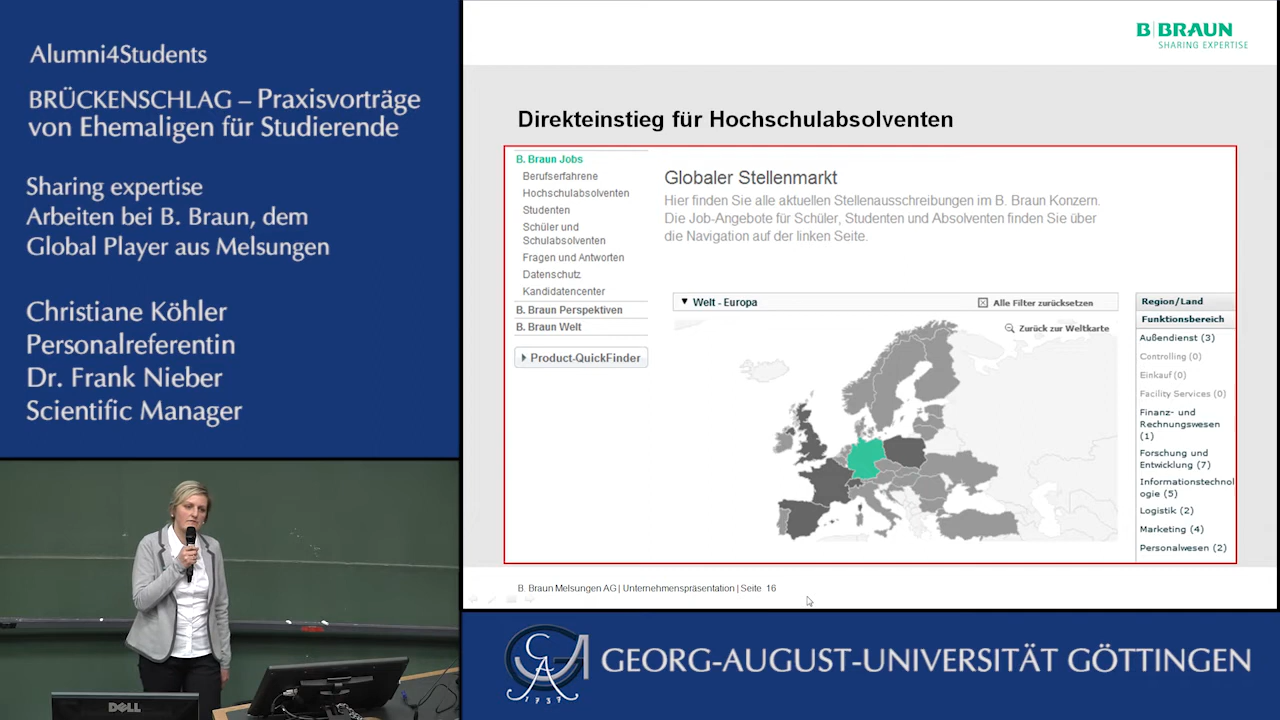 Alumni4Students
BRÜCKENSCHLAG – Praxisvorträge
von Ehemaligen für Studierende
Sharing expertise
Arbeiten bei B. Braun, dem
Global Player aus Melsungen
Christiane Köhler
Personalreferentin
Dr. Frank Nieber
Scientific Manager
DELL
B BRAUN
SHARING EXPERTISE
Direkteinstieg für Hochschulabsolventen
B. Braun Jobs
Berufserfahrene
Hochschulabsolventen
Studenten
Schüler und
Schulabsolventen
Fragen und Antworten
Datenschutz
Kandidatencenter
B. Braun Perspektiven
B. Braun Welt
Product-QuickFinder
Globaler Stellenmarkt
Hier finden Sie alle aktuellen Stellenausschreibungen im B. Braun Konzern.
Die Job-Angebote für Schüler, Studenten und Absolventen finden Sie über
die Navigation auf der linken Seite.
Welt - Europa
Alle Filter zurücksetzen
Zurück zur Weltkarte
Region/Land
Funktionsbereich
Außendienst (3)
Controlling (0)
Einkauf (0)
Facility Services (0)
Finanz- und
Rechnungswesen
(1)
Forschung und
Entwicklung (7)
Informationstechnol
ogie (5)
Logistik (2)
Marketing (4)
Personalwesen (2)
B. Braun Melsungen AG | Unternehmenspräsentation | Seite 16
GEORG-AUGUST-UNIVERSITÄT GÖTTINGEN
1737